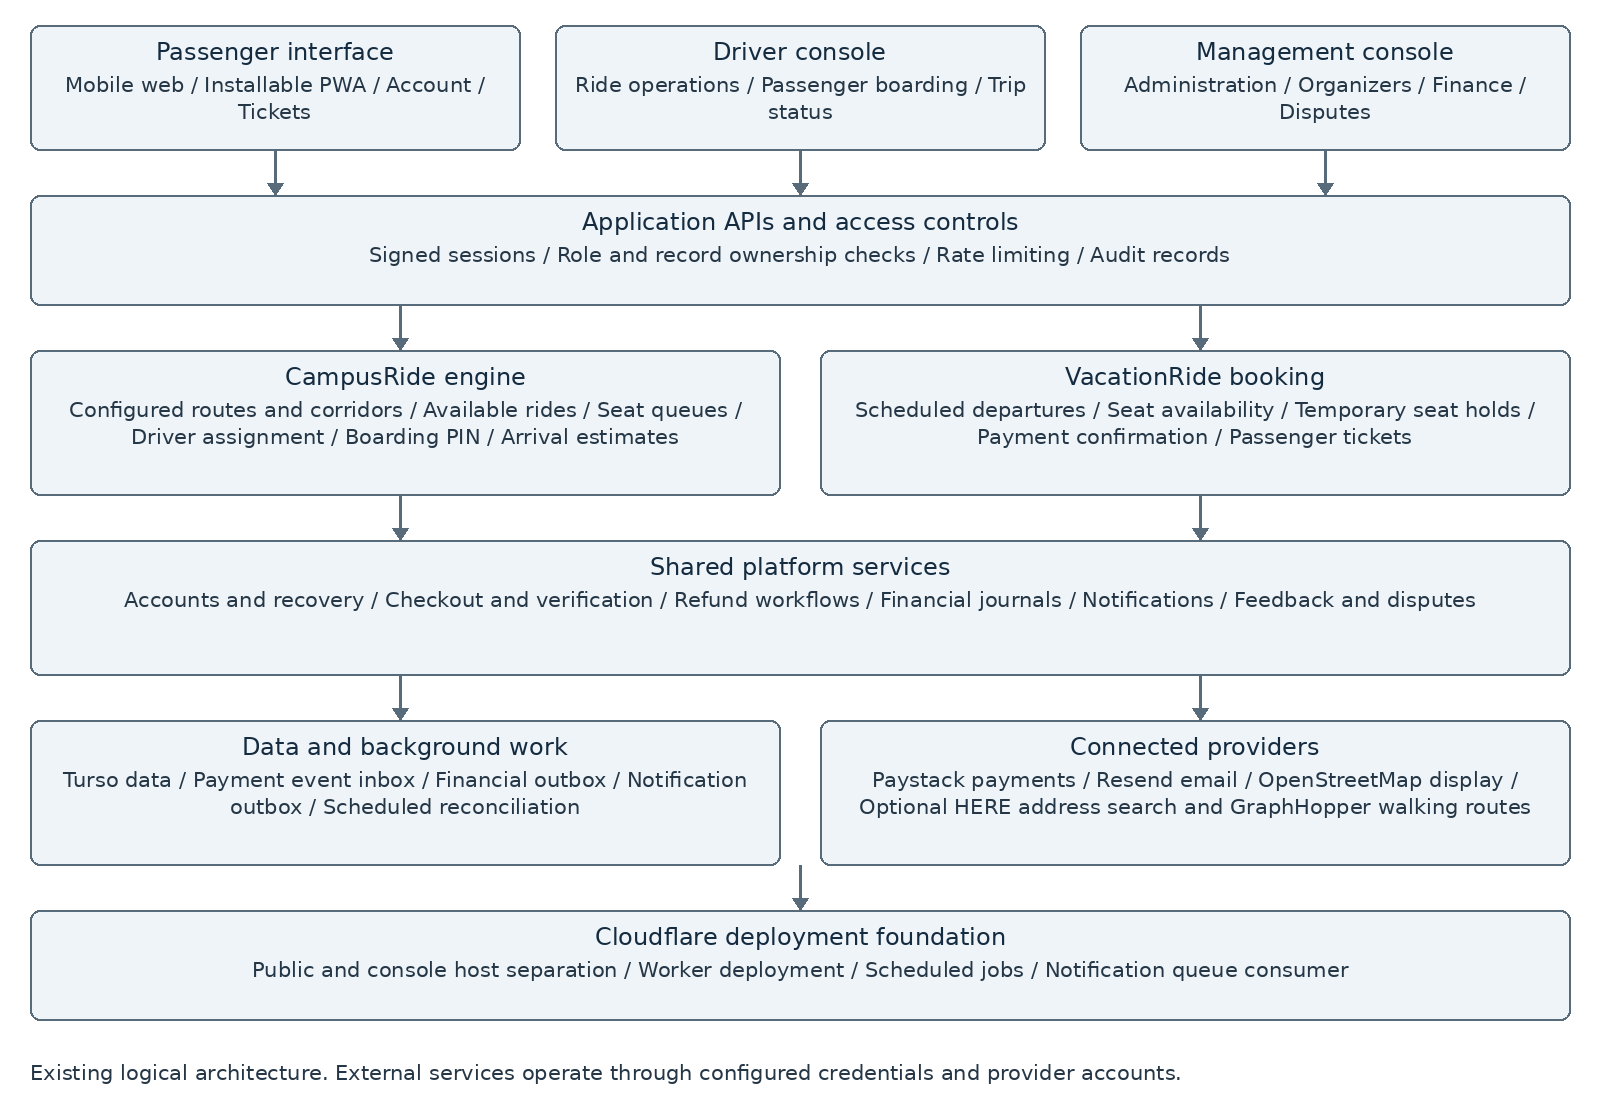 Passenger interface
Mobile web / Installable PWA / Account /
Tickets
Driver console
Ride operations / Passenger boarding / Trip
status
Management console
Administration / Organizers / Finance /
Disputes
Application APIs and access controls
Signed sessions / Role and record ownership checks / Rate limiting / Audit records
CampusRide engine
Configured routes and corridors / Available rides / Seat queues /
Driver assignment / Boarding PIN / Arrival estimates
VacationRide booking
Scheduled departures / Seat availability / Temporary seat holds /
Payment confirmation / Passenger tickets
Shared platform services
Accounts and recovery / Checkout and verification / Refund workflows / Financial journals / Notifications / Feedback and disputes
Data and background work
Turso data / Payment event inbox / Financial outbox / Notification
outbox / Scheduled reconciliation
Connected providers
Paystack payments / Resend email / OpenStreetMap display /
Optional HERE address search and GraphHopper walking routes
Cloudflare deployment foundation
Public and console host separation / Worker deployment / Scheduled jobs / Notification queue consumer
Existing logical architecture. External services operate through configured credentials and provider accounts.